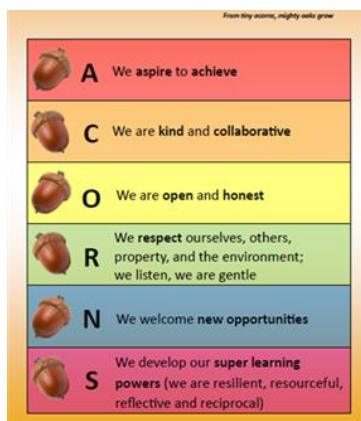 From tiny acorns, mighty oaks grow
A We aspire to achieve
C We are kind and collaborative
O We are open and honest
R We respect ourselves, others,
property, and the environment;
we listen, we are gentle
N We welcome new opportunities
S We develop our super learning
powers (we are resilient, resourceful,
reflective and reciprocal)